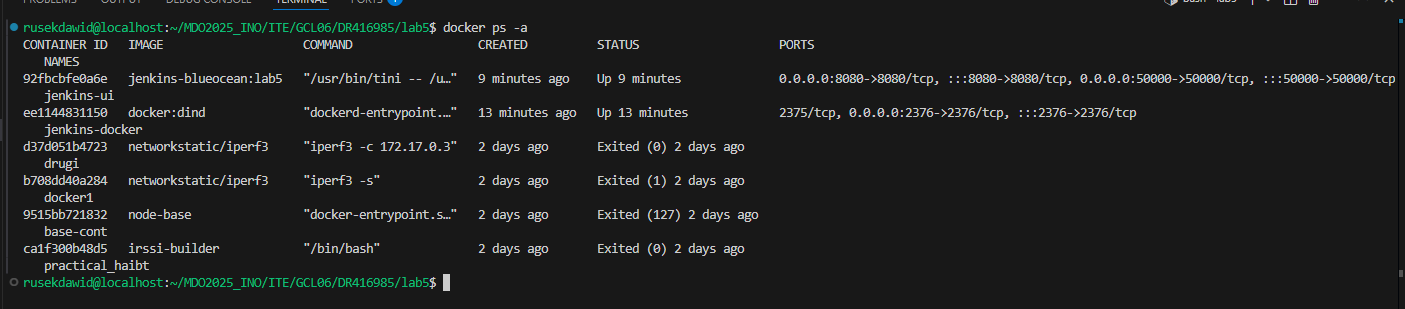 PROBLEMS OUTPUT DEBUG CONSOLE TERMINAL PORTS
rusekdawid@localhost:~/MDO2025_INO/ITE/GCL06/DR416985/lab5$ docker ps -a
CONTAINER ID IMAGE COMMAND CREATED STATUS PORTS
NAMES
92fbcbfe0a6e jenkins-blueocean:lab5 "/usr/bin/tini -- /u…" 9 minutes ago Up 9 minutes 0.0.0.0:8080->8080/tcp, :::8080->8080/tcp, 0.0.0.0:50000->50000/tcp, :::50000->50000/tcp
jenkins-ui
ee1144831150 docker:dind "dockerd-entrypoint.…" 13 minutes ago Up 13 minutes 2375/tcp, 0.0.0.0:2376->2376/tcp, :::2376->2376/tcp
jenkins-docker
d37d051b4723 networkstatic/iperf3 "iperf3 -c 172.17.0.3" 2 days ago Exited (0) 2 days ago
drugi
b708dd40a284 networkstatic/iperf3 "iperf3 -s" 2 days ago Exited (1) 2 days ago
docker1
9515bb721832 node-base "docker-entrypoint.s…" 2 days ago Exited (127) 2 days ago
base-cont
ca1f300b48d5 irssi-builder "/bin/bash" 2 days ago Exited (0) 2 days ago
practical_haibt
rusekdawid@localhost:~/MDO2025_INO/ITE/GCL06/DR416985/lab5$